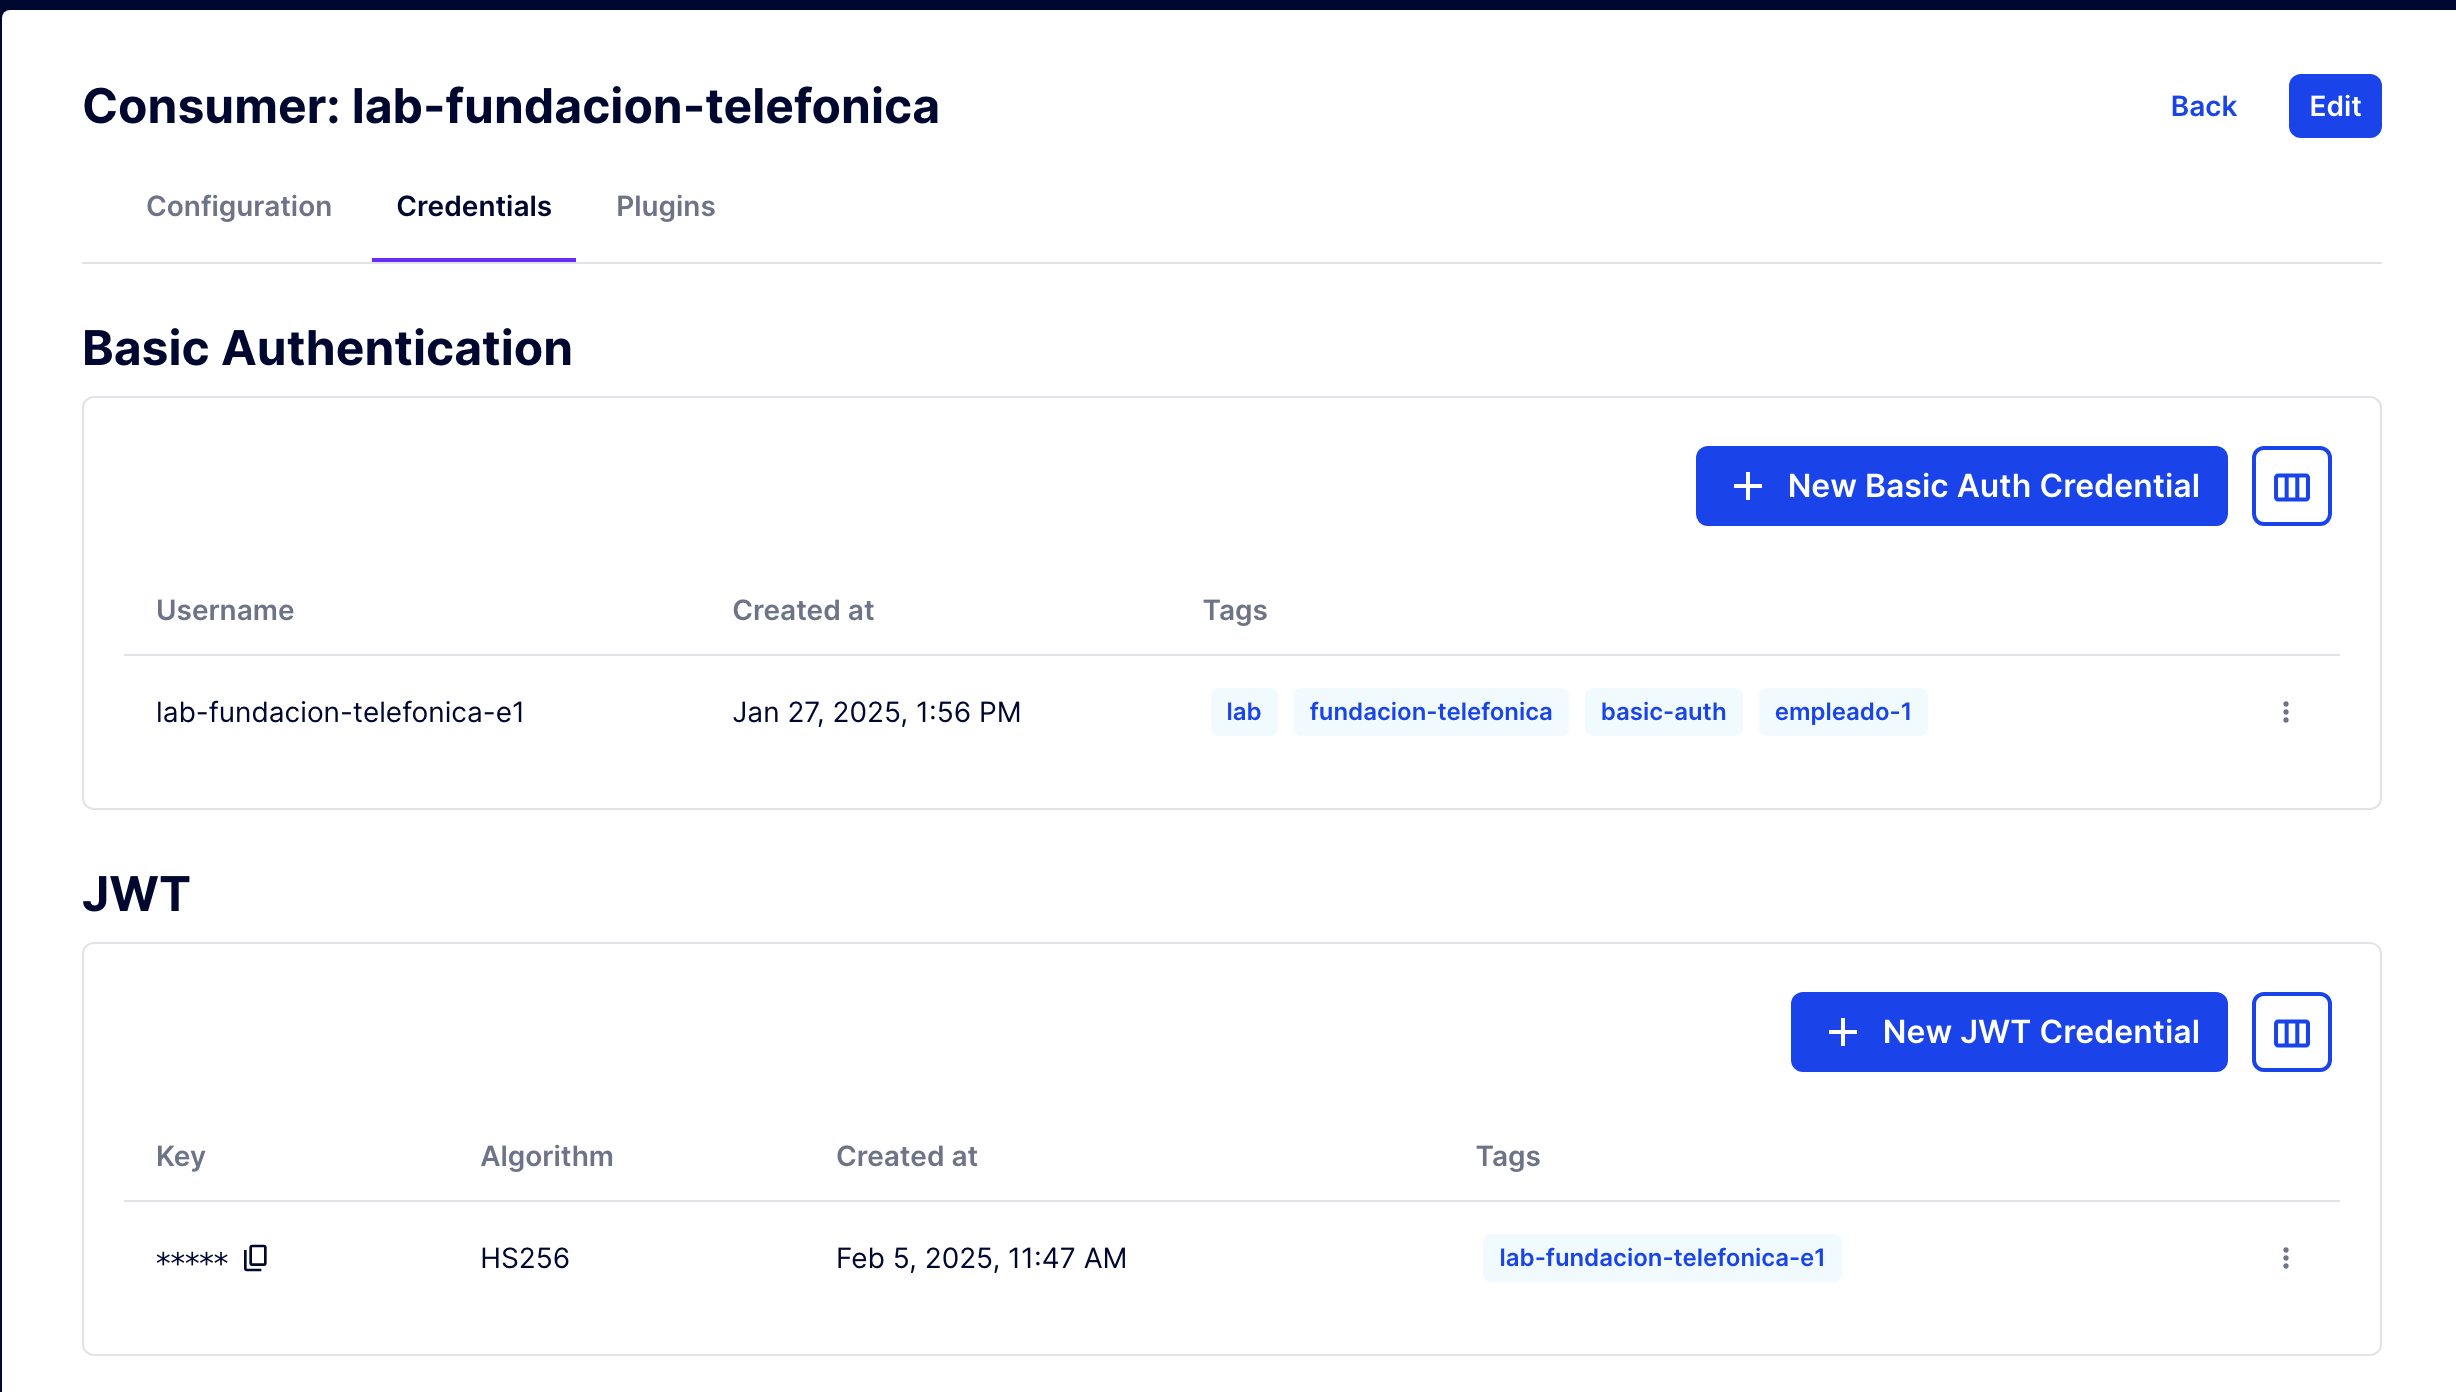 Consumer: lab-fundacion-telefonica
Back
Edit
Configuration
Credentials
Plugins
Basic Authentication
New Basic Auth Credential
Username
Created at
Tags
lab-fundacion-telefonica-e1
Jan 27, 2025, 1:56 PM
lab
fundacion-telefonica
basic-auth
empleado-1
JWT
New JWT Credential
Key
Algorithm
Created at
Tags
*****
HS256
Feb 5, 2025, 11:47 AM
lab-fundacion-telefonica-e1